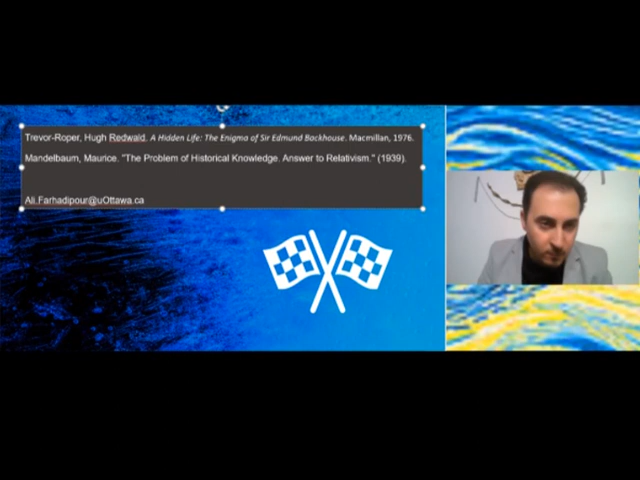 Trevor-Roper, Hugh Redwald. A Hidden Life: The Enigma of Sir Edmund Backhouse. Macmillan, 1976.
Mandelbaum, Maurice. "The Problem of Historical Knowledge. Answer to Relativism." (1939).
Ali.Farhadipour@uOttawa.ca